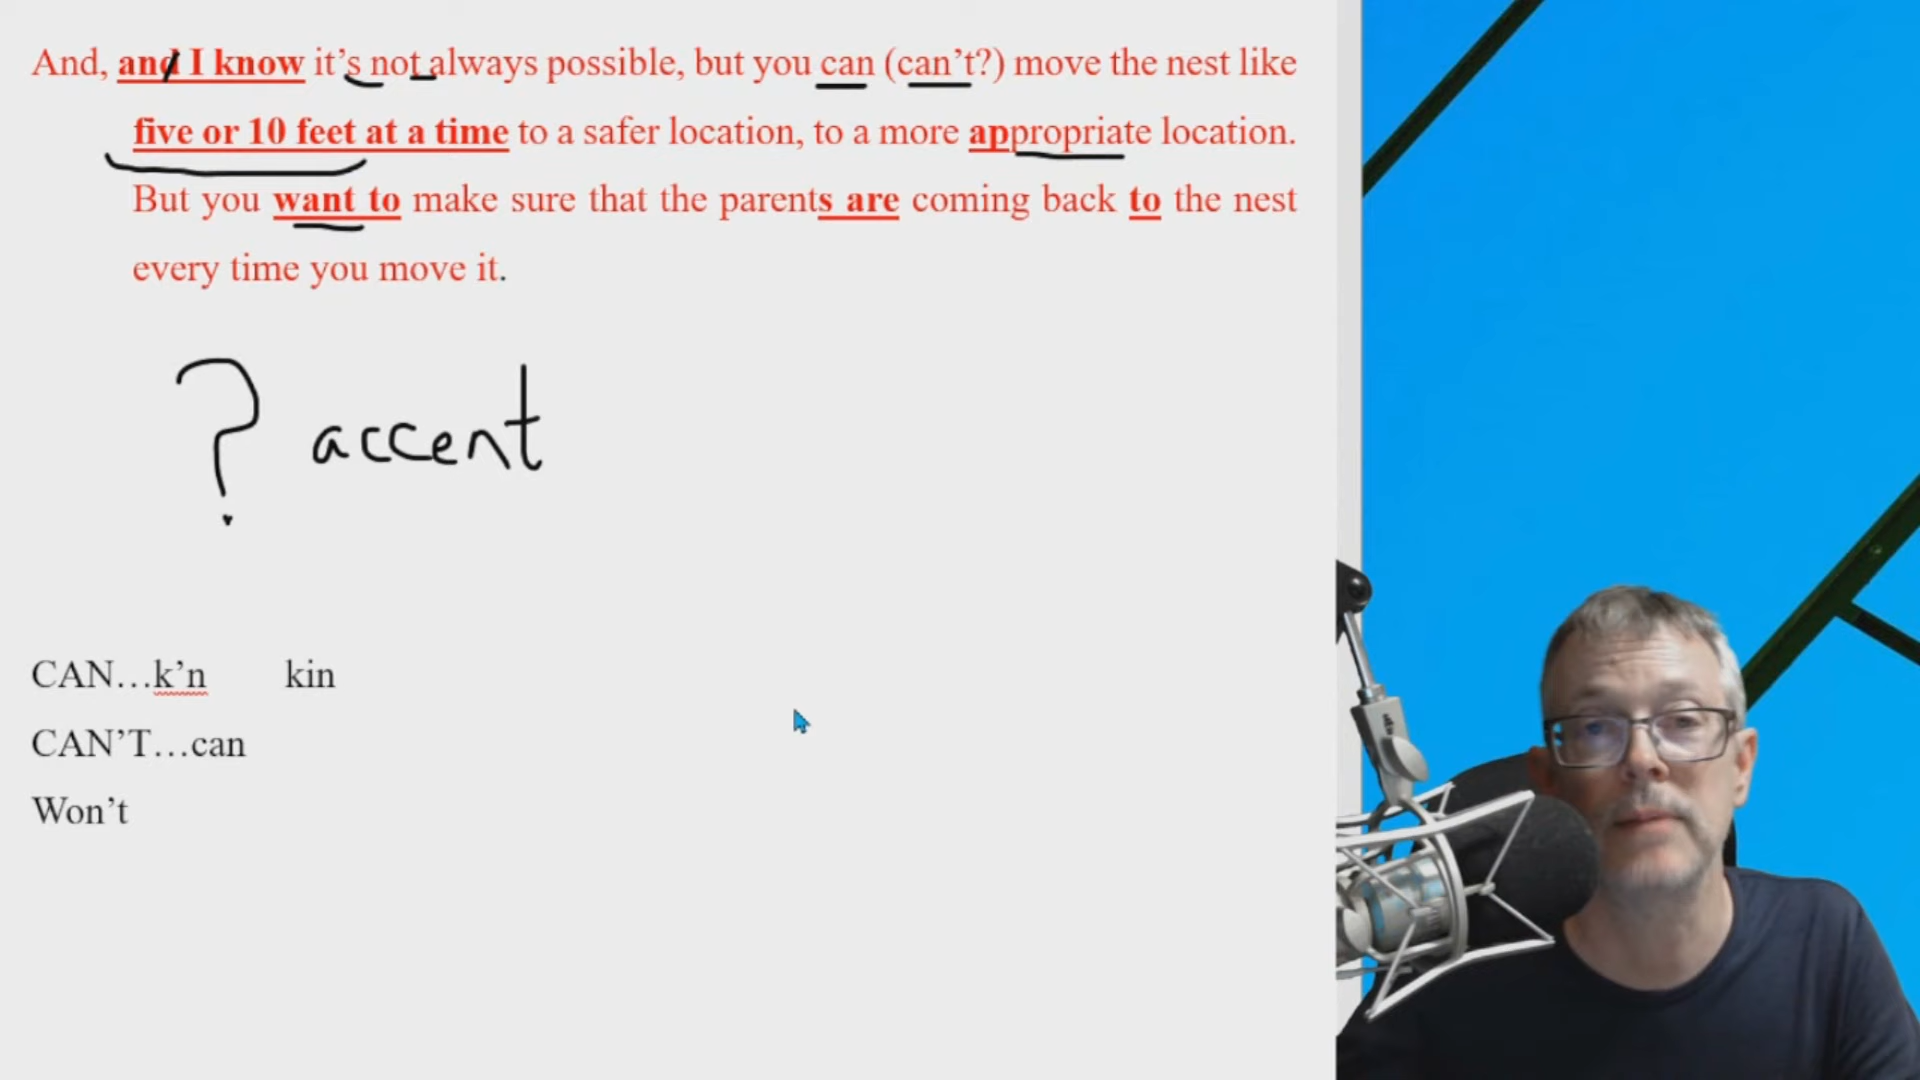 And, and I know it’s not always possible, but you can (can’t?) move the nest like
five or 10 feet at a time to a safer location, to a more appropriate location.
But you want to make sure that the parents are coming back to the nest
every time you move it.
? accent
CAN…k’n kin
CAN’T…can
Won’t